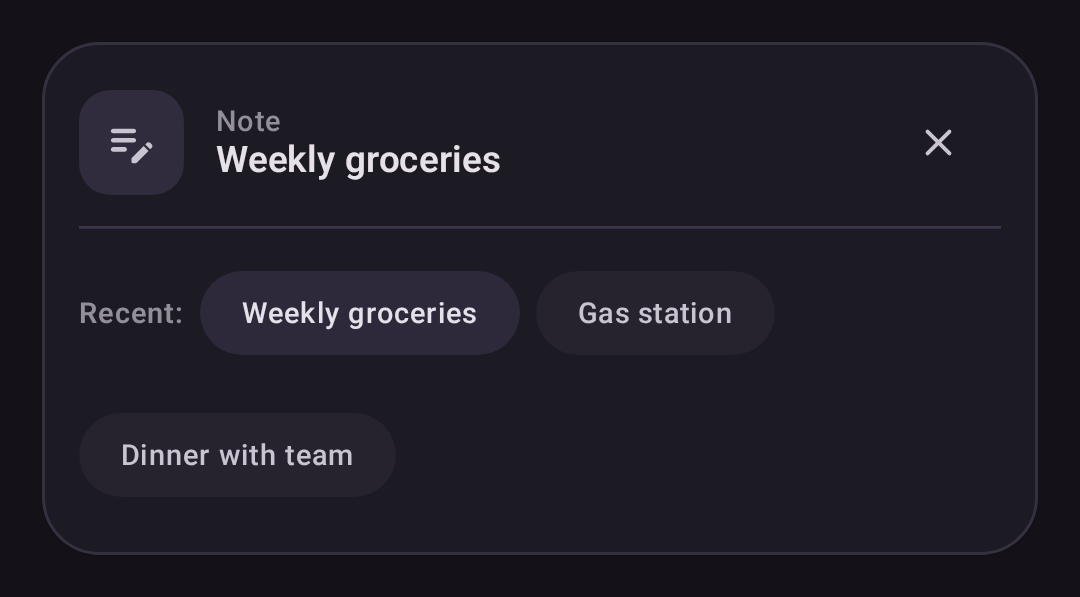 Note
Weekly groceries
Recent: Weekly groceries Gas station
Dinner with team